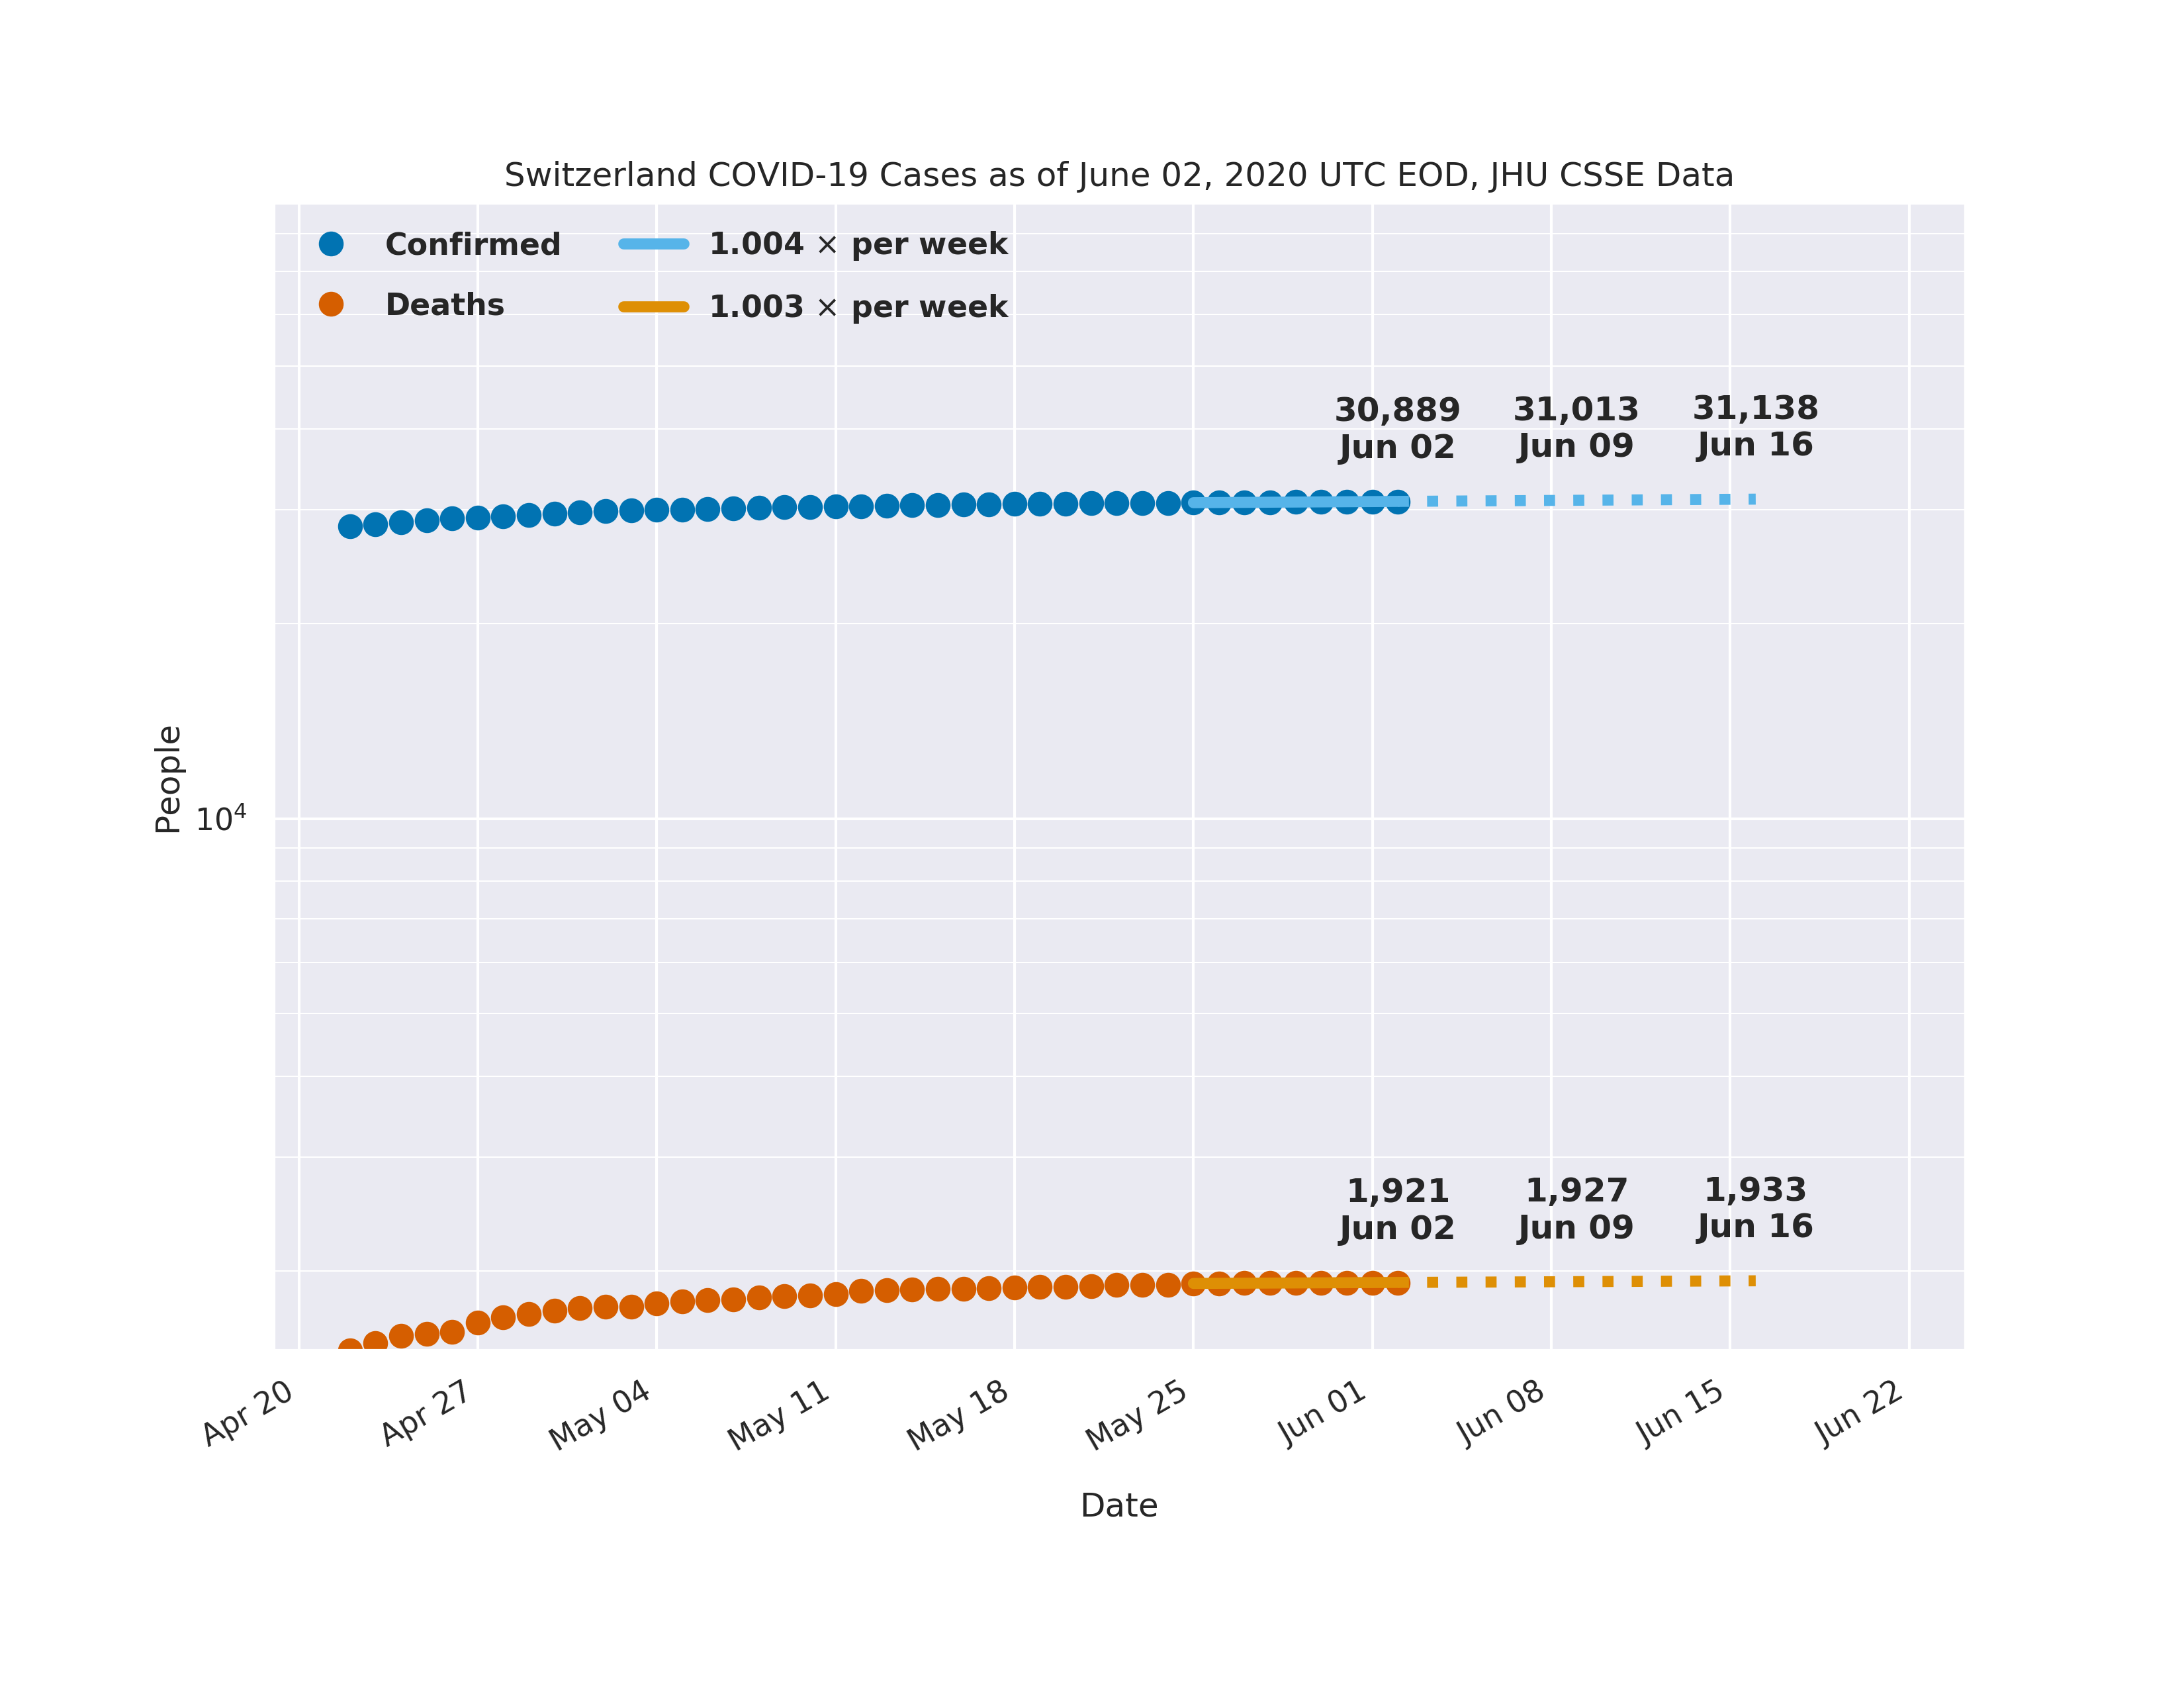 Switzerland COVID-19 Cases as of June 02, 2020 UTC EOD, JHU CSSE Data
Confirmed
Deaths
1.004 × per week
1.003 × per week
30,889
Jun 02
31,013
Jun 09
31,138
Jun 16
People
10⁴
1,921
Jun 02
1,927
Jun 09
1,933
Jun 16
Apr 20
Apr 27
May 04
May 11
May 18
May 25
Jun 01
Jun 08
Jun 15
Jun 22
Date